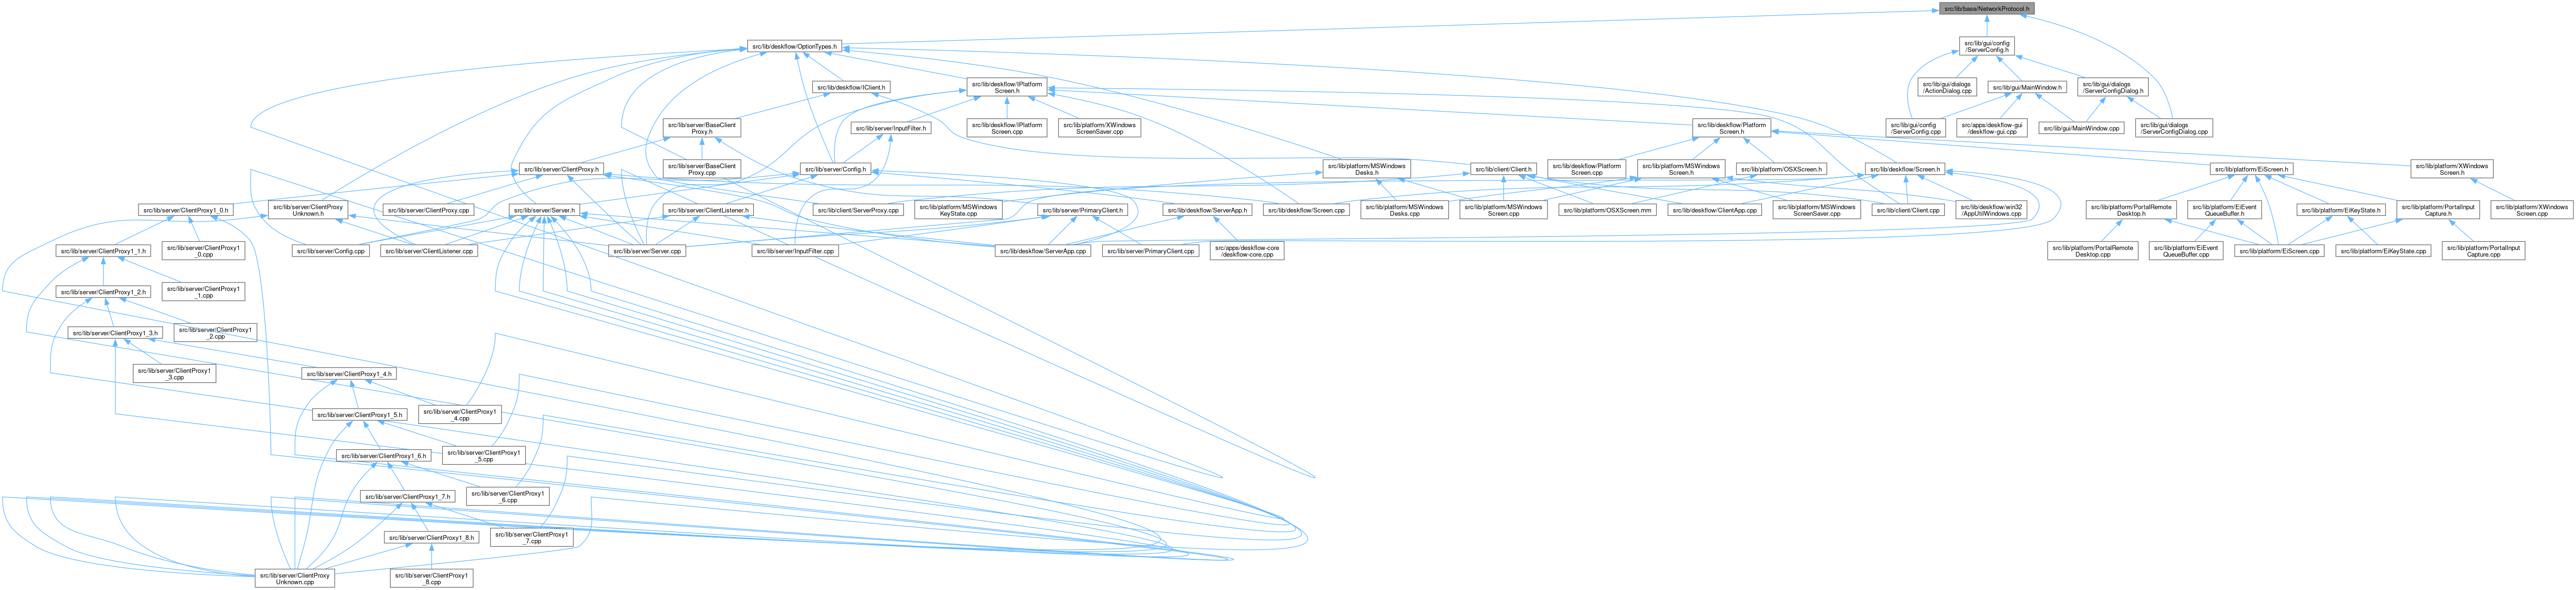 src/lib/base/NetworkProtocol.h
src/lib/deskflow/OptionTypes.h
src/lib/gui/config
/ServerConfig.h
src/lib/deskflow/IClient.h
src/lib/deskflow/IPlatform
Screen.h
src/lib/gui/dialogs
/ActionDialog.cpp
src/lib/gui/MainWindow.h
src/lib/gui/dialogs
/ServerConfigDialog.h
src/lib/server/BaseClient
Proxy.h
src/lib/server/InputFilter.h
src/lib/deskflow/IPlatform
Screen.cpp
src/lib/platform/XWindows
ScreenSaver.cpp
src/lib/deskflow/Platform
Screen.h
src/lib/gui/config
/ServerConfig.cpp
src/apps/deskflow-gui
/deskflow-gui.cpp
src/lib/gui/MainWindow.cpp
src/lib/gui/dialogs
/ServerConfigDialog.cpp
src/lib/server/ClientProxy.h
src/lib/server/BaseClient
Proxy.cpp
src/lib/server/Config.h
src/lib/platform/MSWindows
Desks.h
src/lib/client/Client.h
src/lib/deskflow/Platform
Screen.cpp
src/lib/platform/MSWindows
Screen.h
src/lib/platform/OSXScreen.h
src/lib/deskflow/Screen.h
src/lib/platform/EiScreen.h
src/lib/platform/XWindows
Screen.h
src/lib/server/ClientProxy1_0.h
src/lib/server/ClientProxy
Unknown.h
src/lib/server/ClientProxy.cpp
src/lib/server/Server.h
src/lib/server/ClientListener.h
src/lib/client/ServerProxy.cpp
src/lib/platform/MSWindows
KeyState.cpp
src/lib/server/PrimaryClient.h
src/lib/deskflow/ServerApp.h
src/lib/deskflow/Screen.cpp
src/lib/platform/MSWindows
Desks.cpp
src/lib/platform/MSWindows
Screen.cpp
src/lib/platform/OSXScreen.mm
src/lib/deskflow/ClientApp.cpp
src/lib/platform/MSWindows
ScreenSaver.cpp
src/lib/client/Client.cpp
src/lib/deskflow/win32
/AppUtilWindows.cpp
src/lib/platform/PortalRemote
Desktop.h
src/lib/platform/EiEvent
QueueBuffer.h
src/lib/platform/EiKeyState.h
src/lib/platform/PortalInput
Capture.h
src/lib/platform/XWindows
Screen.cpp
src/lib/server/ClientProxy1_1.h
src/lib/server/ClientProxy1
_0.cpp
src/lib/server/Config.cpp
src/lib/server/ClientListener.cpp
src/lib/server/Server.cpp
src/lib/server/InputFilter.cpp
src/lib/deskflow/ServerApp.cpp
src/lib/server/PrimaryClient.cpp
src/apps/deskflow-core
/deskflow-core.cpp
src/lib/platform/PortalRemote
Desktop.cpp
src/lib/platform/EiEvent
QueueBuffer.cpp
src/lib/platform/EiScreen.cpp
src/lib/platform/EiKeyState.cpp
src/lib/platform/PortalInput
Capture.cpp
src/lib/server/ClientProxy1_2.h
src/lib/server/ClientProxy1
_1.cpp
src/lib/server/ClientProxy1_3.h
src/lib/server/ClientProxy1
_2.cpp
src/lib/server/ClientProxy1
_3.cpp
src/lib/server/ClientProxy1_4.h
src/lib/server/ClientProxy1_5.h
src/lib/server/ClientProxy1
_4.cpp
src/lib/server/ClientProxy1_6.h
src/lib/server/ClientProxy1
_5.cpp
src/lib/server/ClientProxy1_7.h
src/lib/server/ClientProxy1
_6.cpp
src/lib/server/ClientProxy1_8.h
src/lib/server/ClientProxy1
_7.cpp
src/lib/server/ClientProxy
Unknown.cpp
src/lib/server/ClientProxy1
_8.cpp